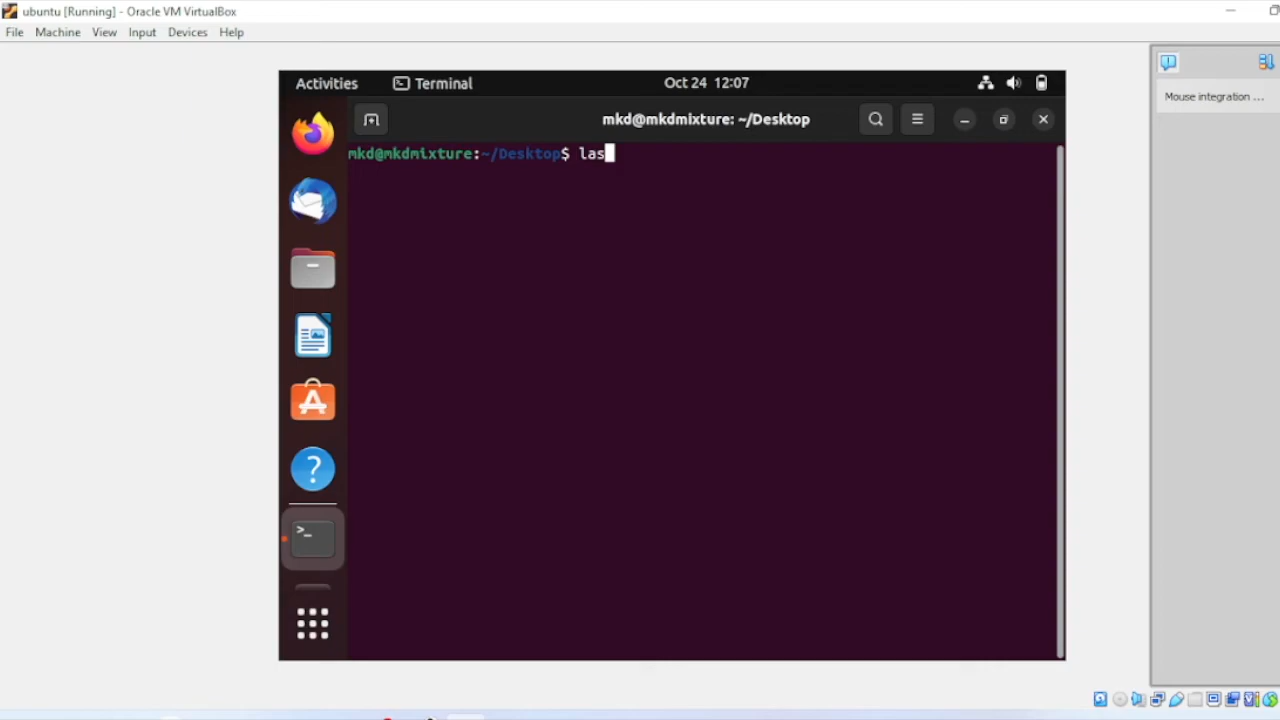 ubuntu [Running] - Oracle VM VirtualBox
File Machine View Input Devices Help
Activities Terminal Oct 24 12:07
mkd@mkdmixture: ~/Desktop
mkd@mkdmixture:~/Desktop$ las
Mouse integration ...